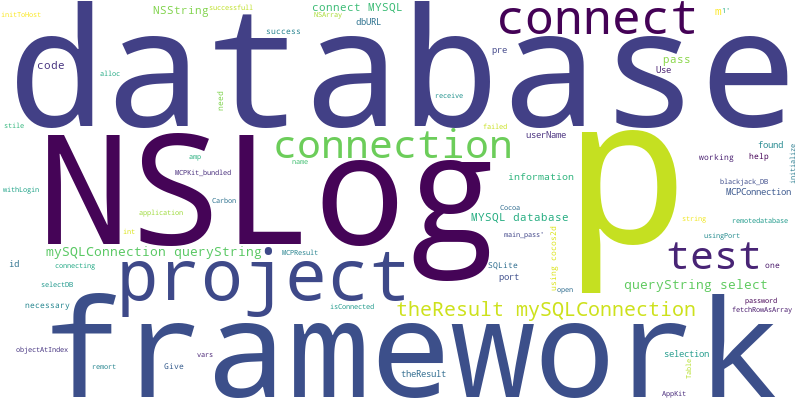 initToHost
NSString
successfull
NSArray
connect MYSQL
dbURL
connect
m
1'
database
success
code
alloc
pre
pass
Use
need
receive
stile
failed
userName
connection
NSLog
p
amp
MCPKit_bundled
name
working
help
found
initialize
information
withLogin
Carbon
blackjack_DB
MCPConnection
application
Cocoa
MYSQL database
string
remotedatabase
int
main_pass'
usingPort
mySQLConnection queryString
MCPResult
test
using cocos2d
id
connecting
project
SQLite
port
one
selectDB
open
queryString select
necessary
isConnected
theResult mySQLConnection
password
fetchRowAsArray
framework
objectAtIndex
vars
remort
Give
theResult
selection
Table
AppKit